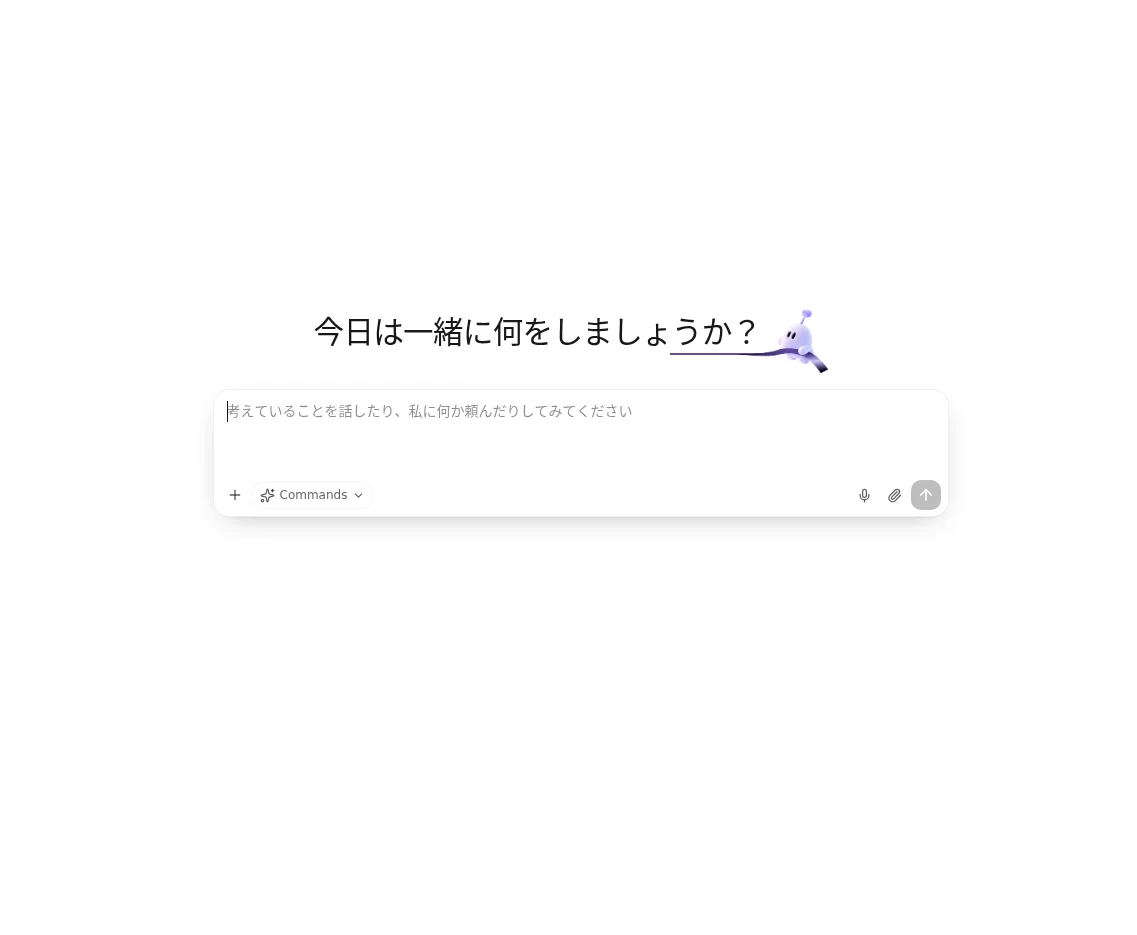 今日は一緒に何をしましょうか？
考えていることを話したり、私に何か頼んだりしてみてください
Commands